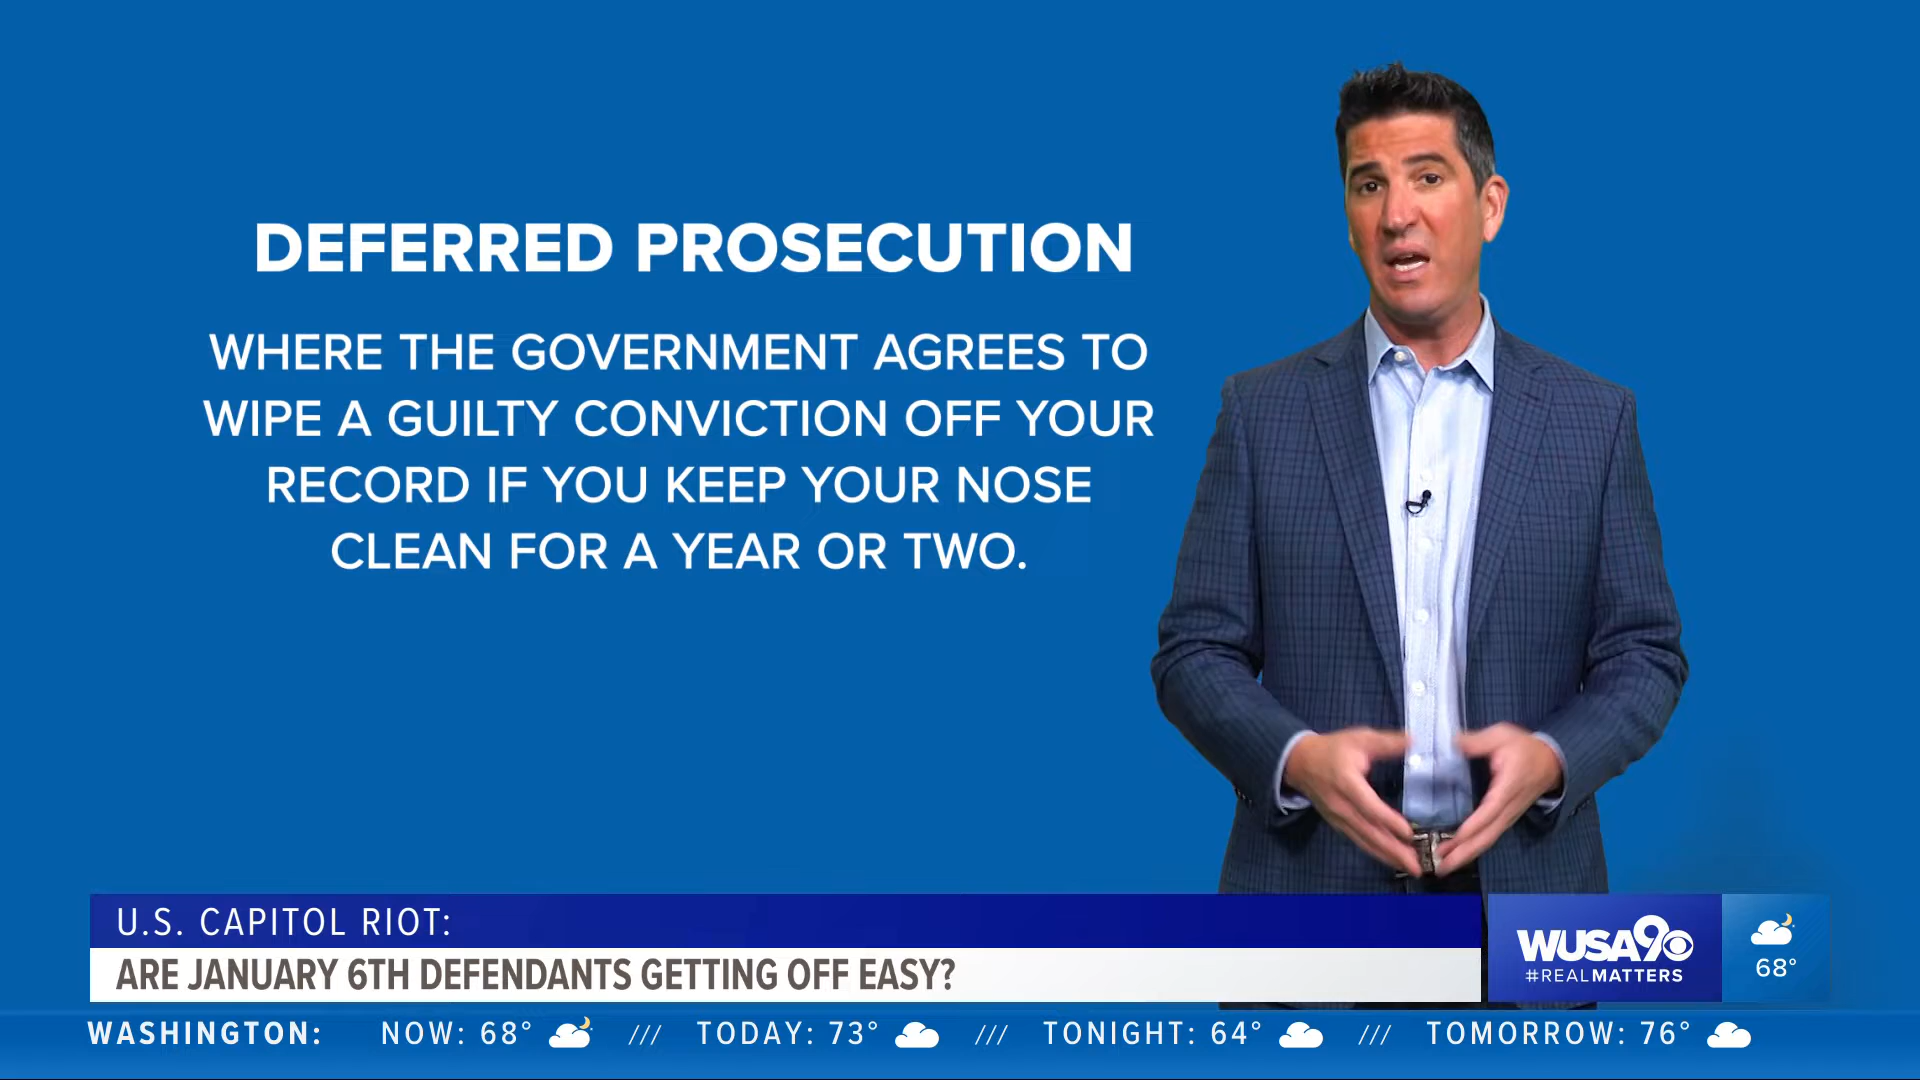 DEFERRED PROSECUTION
WHERE THE GOVERNMENT AGREES TO
WIPE A GUILTY CONVICTION OFF YOUR
RECORD IF YOU KEEP YOUR NOSE
CLEAN FOR A YEAR OR TWO.
U.S. CAPITOL RIOT:
ARE JANUARY 6TH DEFENDANTS GETTING OFF EASY?
WUSA9
#REALMATTERS
68°
WASHINGTON: NOW: 68° /// TODAY: 73° /// TONIGHT: 64° /// TOMORROW: 76°